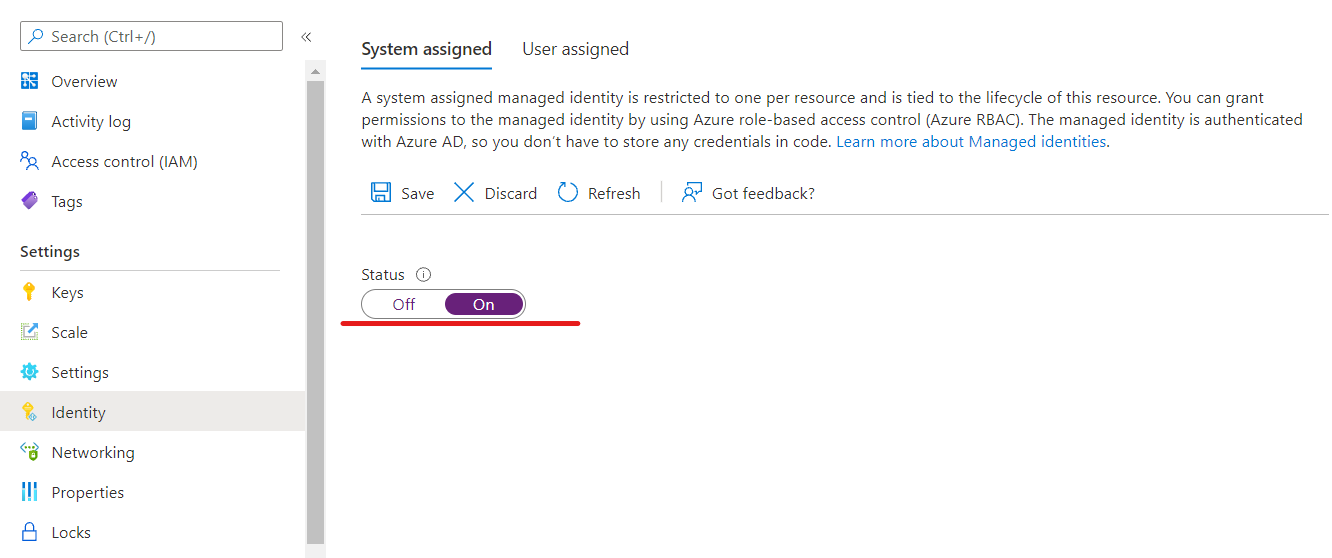 Search (Ctrl+/)
«
Overview
Activity log
Access control (IAM)
Tags
Settings
Keys
Scale
Settings
Identity
Networking
Properties
Locks
System assigned
User assigned
A system assigned managed identity is restricted to one per resource and is tied to the lifecycle of this resource. You can grant
permissions to the managed identity by using Azure role-based access control (Azure RBAC). The managed identity is authenticated
with Azure AD, so you don’t have to store any credentials in code. Learn more about Managed identities.
Save
Discard
Refresh
Got feedback?
Status
Off
On